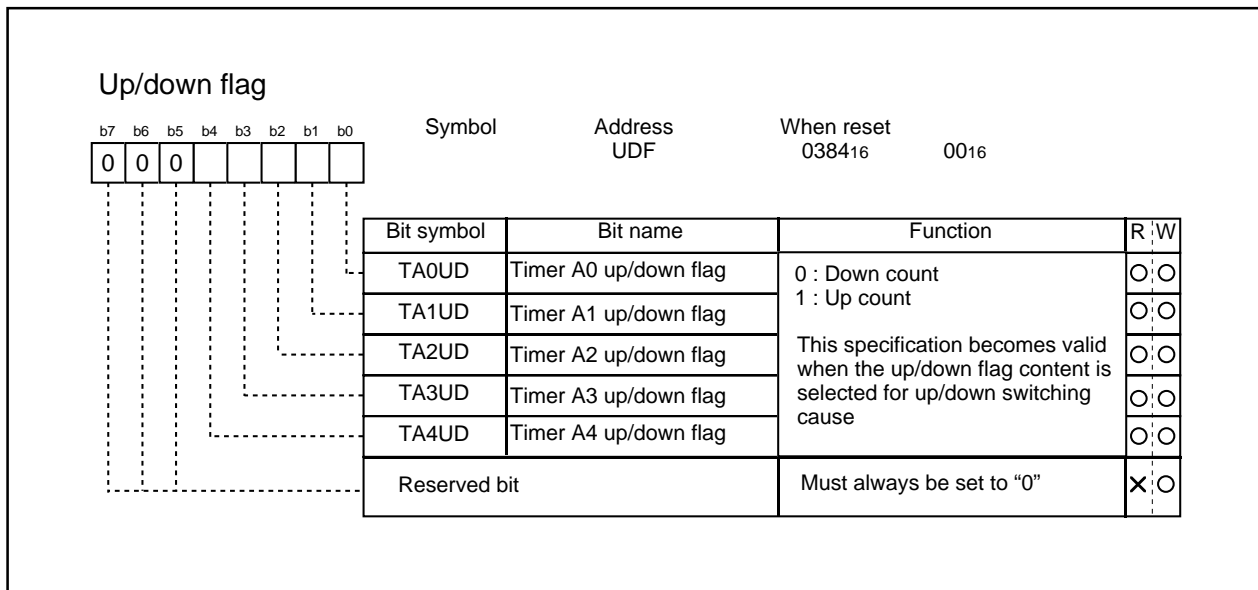 Up/down flag
b7 b6 b5 b4 b3 b2 b1 b0
Symbol Address When reset
UDF 038416 0016
0 0 0
Bit symbol Bit name Function R W
TA0UD Timer A0 up/down flag
TA1UD Timer A1 up/down flag
TA2UD Timer A2 up/down flag
TA3UD Timer A3 up/down flag
TA4UD Timer A4 up/down flag
0 : Down count
1 : Up count
This specification becomes valid
when the up/down flag content is
selected for up/down switching
cause
Reserved bit Must always be set to “0”